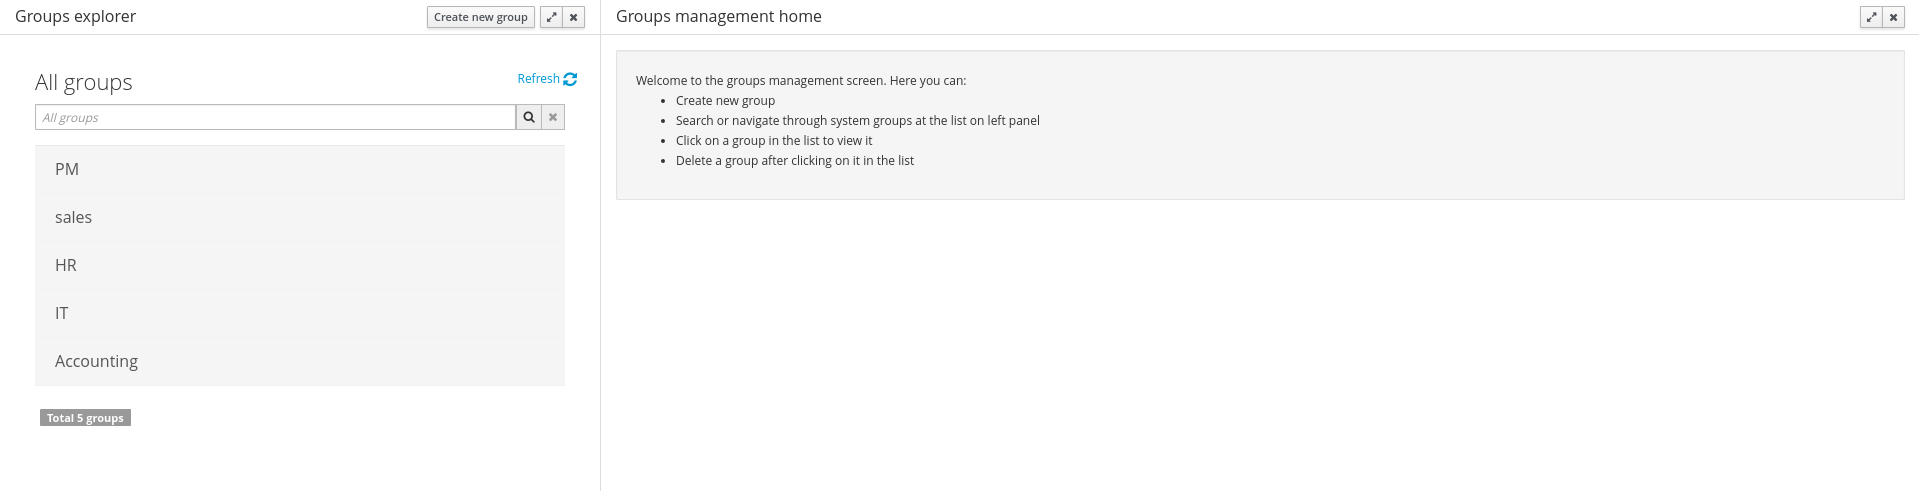 Groups explorer
Create new group
All groups
Refresh
All groups
PM
sales
HR
IT
Accounting
Total 5 groups
Groups management home
Welcome to the groups management screen. Here you can:
Create new group
Search or navigate through system groups at the list on left panel
Click on a group in the list to view it
Delete a group after clicking on it in the list